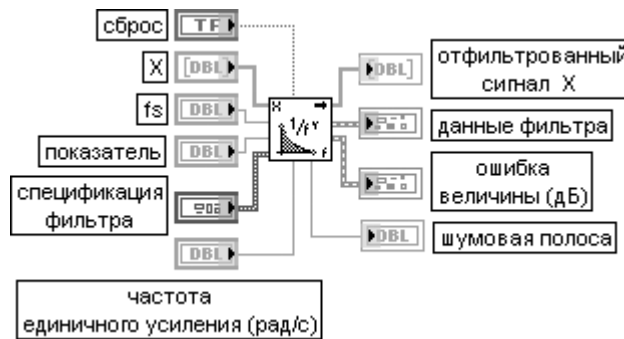 сброс
TF
X
[DBL]
fs
DBL
показатель
DBL
спецификация
фильтра
DBL
частота
единичного усиления (рад/с)
X
1/f
f
[DBL]
отфильтрованный
сигнал X
данные фильтра
ошибка
величины (дБ)
DBL
шумовая полоса